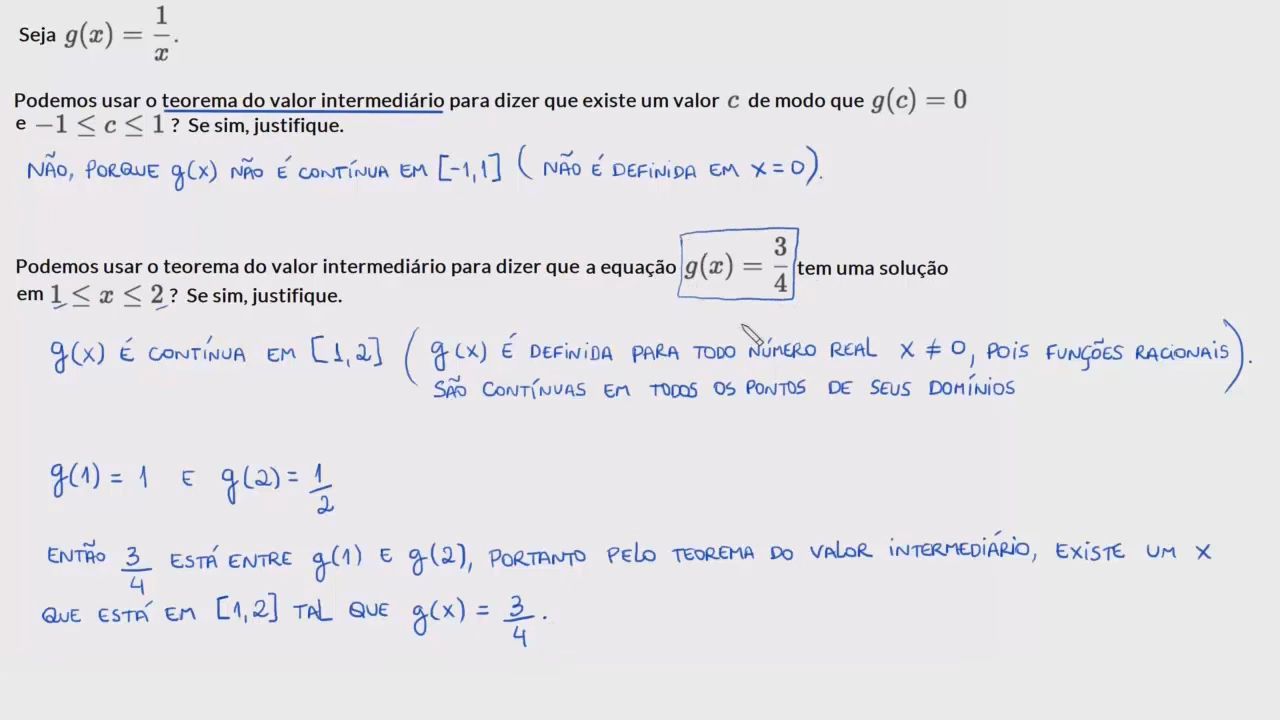 Seja g(x) = 1/x.
Podemos usar o teorema do valor intermediário para dizer que existe um valor c de modo que g(c) = 0
e −1 ≤ c ≤ 1? Se sim, justifique.
NÃO, PORQUE g(x) NÃO É CONTÍNUA EM [-1,1] (NÃO É DEFINIDA EM x=0).
Podemos usar o teorema do valor intermediário para dizer que a equação g(x) = 3/4 tem uma solução
em 1 ≤ x ≤ 2? Se sim, justifique.
g(x) É CONTÍNUA EM [1,2] (g(x) É DEFINIDA PARA TODO NÚMERO REAL x ≠ 0, POIS FUNÇÕES RACIONAIS
SÃO CONTÍNUAS EM TODOS OS PONTOS DE SEUS DOMÍNIOS).
g(1) = 1 E g(2) = 1/2
ENTÃO 3/4 ESTÁ ENTRE g(1) E g(2), PORTANTO PELO TEOREMA DO VALOR INTERMEDIÁRIO, EXISTE UM X
QUE ESTÁ EM [1,2] TAL QUE g(x) = 3/4.